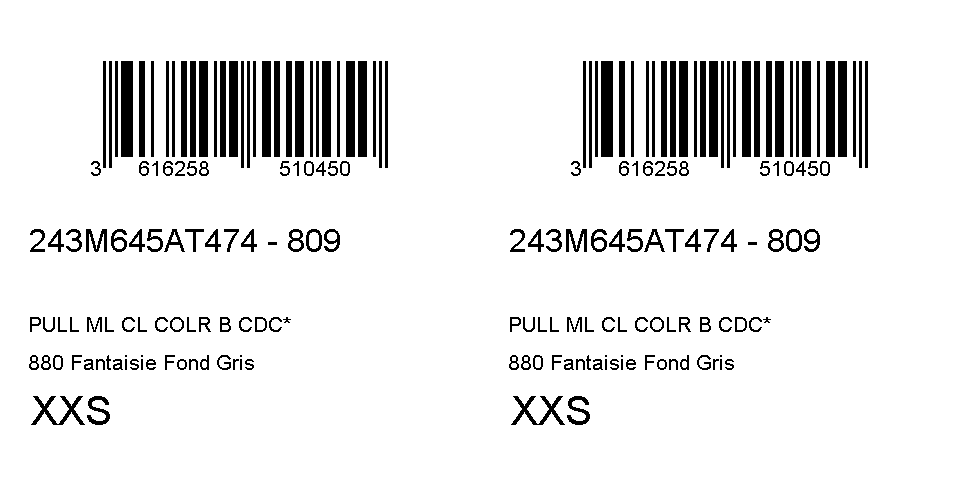 3 616258 510450
243M645AT474 - 809
PULL ML CL COLR B CDC*
880 Fantaisie Fond Gris
XXS
3 616258 510450
243M645AT474 - 809
PULL ML CL COLR B CDC*
880 Fantaisie Fond Gris
XXS